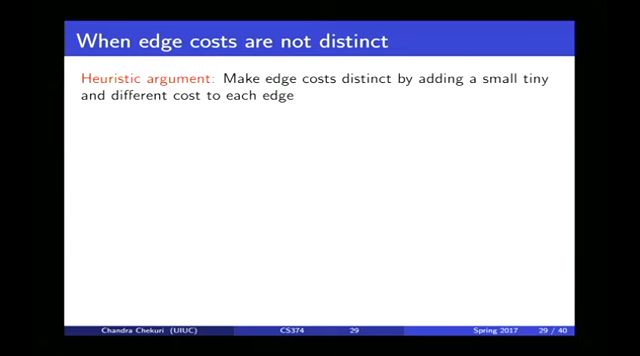 When edge costs are not distinct
Heuristic argument: Make edge costs distinct by adding a small tiny
and different cost to each edge
Chandra Chekuri (UIUC) CS374 29 Spring 2017 29 / 40